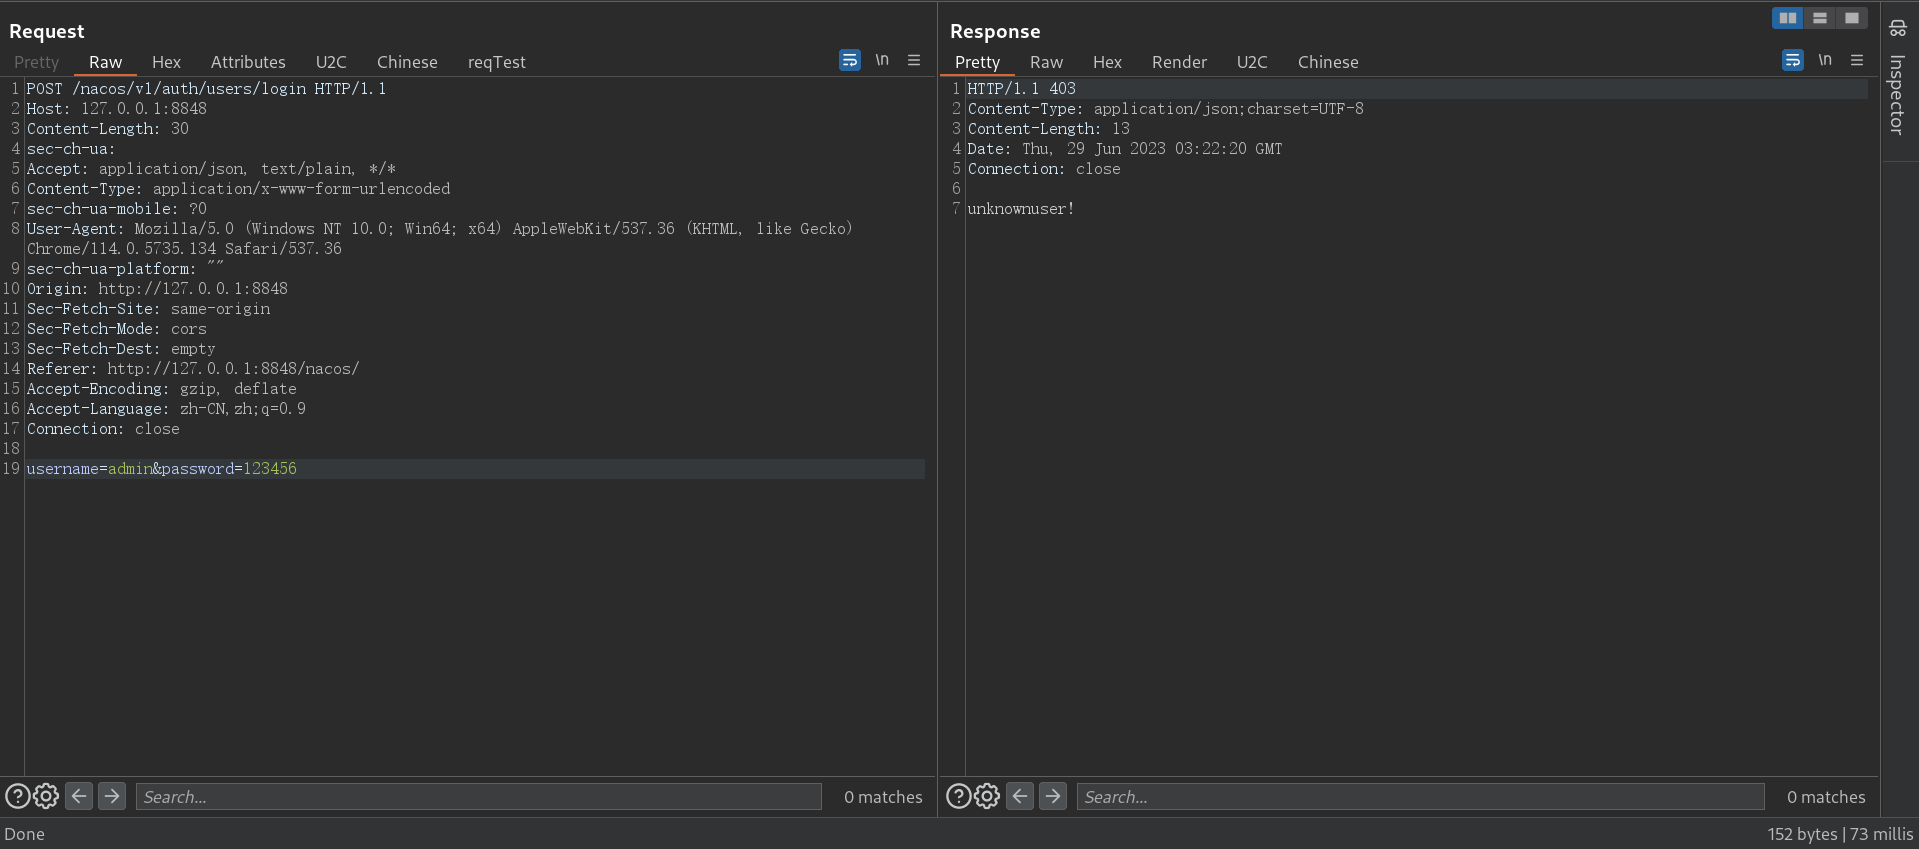 Request
Pretty Raw Hex Attributes U2C Chinese reqTest
\n
1 POST /nacos/v1/auth/users/login HTTP/1.1
2 Host: 127.0.0.1:8848
3 Content-Length: 30
4 sec-ch-ua:
5 Accept: application/json, text/plain, */*
6 Content-Type: application/x-www-form-urlencoded
7 sec-ch-ua-mobile: ?0
8 User-Agent: Mozilla/5.0 (Windows NT 10.0; Win64; x64) AppleWebKit/537.36 (KHTML, like Gecko)
Chrome/114.0.5735.134 Safari/537.36
9 sec-ch-ua-platform: ""
10 Origin: http://127.0.0.1:8848
11 Sec-Fetch-Site: same-origin
12 Sec-Fetch-Mode: cors
13 Sec-Fetch-Dest: empty
14 Referer: http://127.0.0.1:8848/nacos/
15 Accept-Encoding: gzip, deflate
16 Accept-Language: zh-CN,zh;q=0.9
17 Connection: close
18
19 username=admin&password=123456
? Search... 0 matches
Response
Pretty Raw Hex Render U2C Chinese
\n
1 HTTP/1.1 403
2 Content-Type: application/json;charset=UTF-8
3 Content-Length: 13
4 Date: Thu, 29 Jun 2023 03:22:20 GMT
5 Connection: close
6
7 unknownuser!
? Search... 0 matches
Inspector
Done
152 bytes | 73 millis